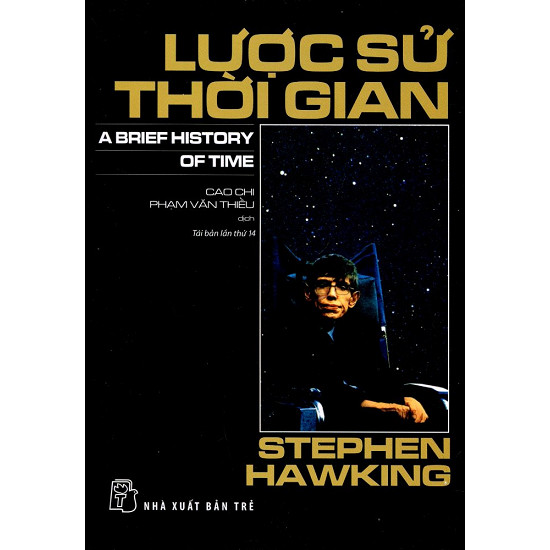 LƯỢC SỬ
THỜI GIAN
A BRIEF HISTORY
OF TIME
CAO CHI
PHẠM VĂN THIỀU
dịch
Tái bản lần thứ 14
STEPHEN
HAWKING
NHÀ XUẤT BẢN TRẺ